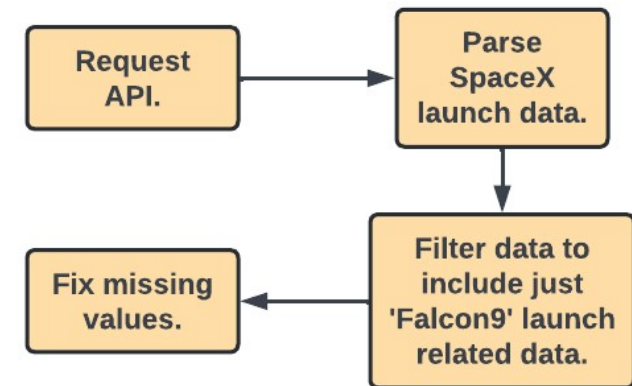 Request
API.
Parse
SpaceX
launch data.
Filter data to
include just
'Falcon9' launch
related data.
Fix missing
values.